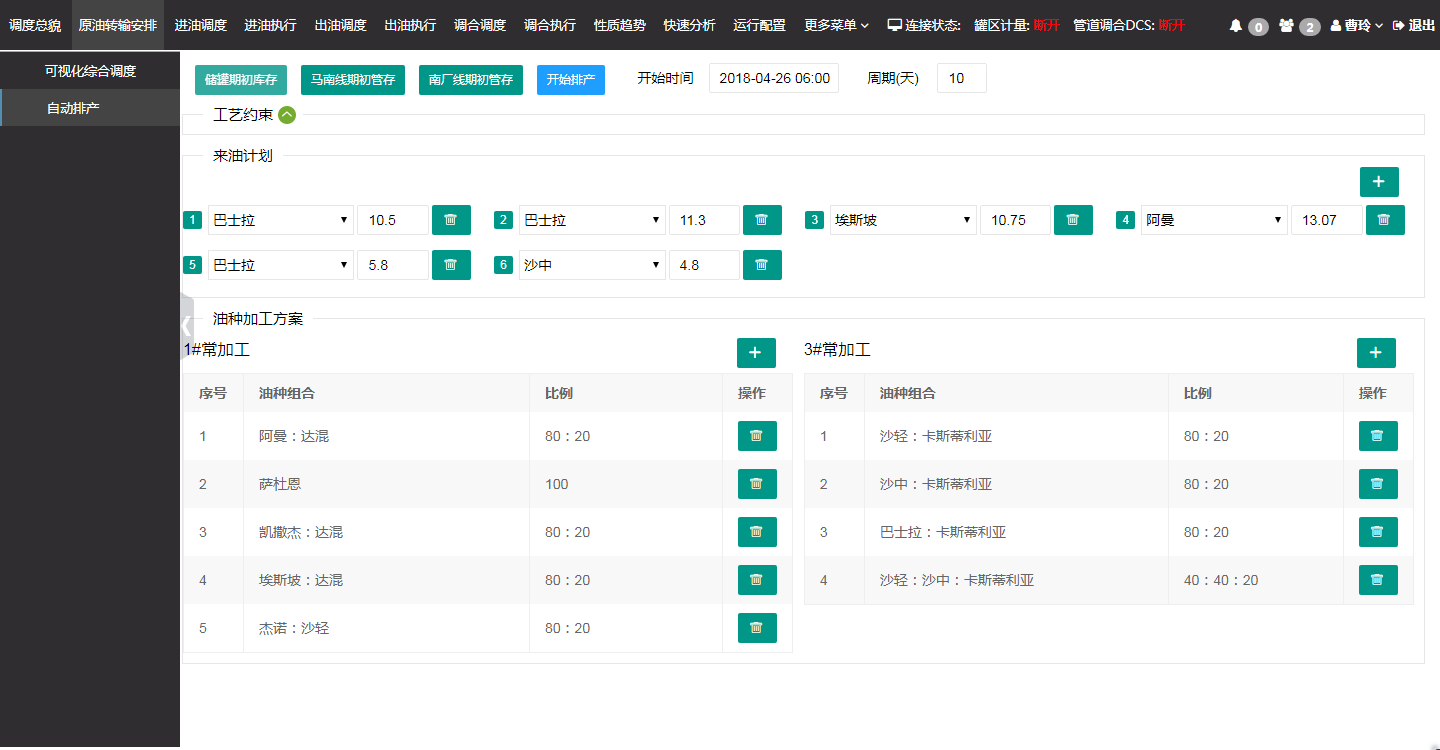 调度总貌 原油转输安排 进油调度 进油执行 出油调度 出油执行 调合调度 调合执行 性质趋势 快速分析 运行配置 更多菜单 连接状态: 罐区计量: 断开 管道调合DCS: 断开 0 2 曹玲 退出
可视化综合调度
自动排产
储罐期初库存 马南线期初管存 南厂线期初管存 开始排产 开始时间 2018-04-26 06:00 周期(天) 10
工艺约束
来油计划
1 巴士拉 10.5 2 巴士拉 11.3 3 埃斯坡 10.75 4 阿曼 13.07
5 巴士拉 5.8 6 沙中 4.8
油种加工方案
1#常加工
序号 油种组合 比例 操作
1 阿曼：达混 80：20
2 萨杜恩 100
3 凯撒杰：达混 80：20
4 埃斯坡：达混 80：20
5 杰诺：沙轻 80：20
3#常加工
序号 油种组合 比例 操作
1 沙轻：卡斯蒂利亚 80：20
2 沙中：卡斯蒂利亚 80：20
3 巴士拉：卡斯蒂利亚 80：20
4 沙轻：沙中：卡斯蒂利亚 40：40：20